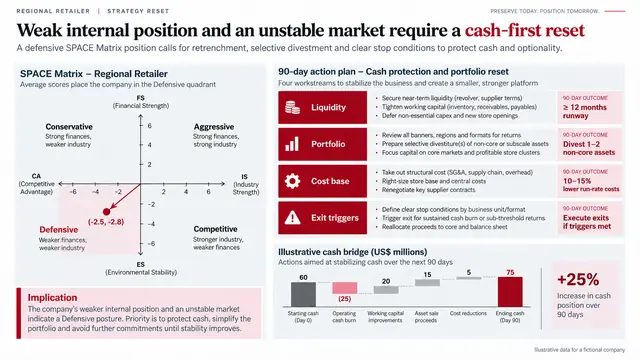 REGIONAL RETAILER | STRATEGY RESET
PRESERVE TODAY. POSITION TOMORROW.
Weak internal position and an unstable market require a cash-first reset
A defensive SPACE Matrix position calls for retrenchment, selective divestment and clear stop conditions to protect cash and optionality.
SPACE Matrix – Regional Retailer
Average scores place the company in the Defensive quadrant
FS
(Financial Strength)
Conservative
Strong finances,
weaker industry
Aggressive
Strong finances,
stronger industry
6
4
2
CA
(Competitive
Advantage)
−6 −4 −2
2 4 6
IS
(Industry
Strength)
(-2.5, -2.8)
−2
−4
−6
Defensive
Weaker finances,
weaker industry
Competitive
Stronger industry,
weaker finances
ES
(Environmental Stability)
Implication
The company's weaker internal position and an unstable market
indicate a Defensive posture. Priority is to protect cash, simplify the
portfolio and avoid further commitments until stability improves.
90-day action plan – Cash protection and portfolio reset
Four workstreams to stabilize the business and create a smaller, stronger platform
Liquidity
• Secure near-term liquidity (revolver, supplier terms)
• Tighten working capital (inventory, receivables, payables)
• Defer non-essential capex and new store openings
90-DAY OUTCOME
≥ 12 months
runway
Portfolio
• Review all banners, regions and formats for returns
• Prepare selective divestiture(s) of non-core or subscale assets
• Focus capital on core markets and profitable store clusters
90-DAY OUTCOME
Divest 1–2
non-core assets
Cost base
• Take out structural cost (SG&A, supply chain, overhead)
• Right-size store base and central costs
• Renegotiate key supplier contracts
90-DAY OUTCOME
10–15%
lower run-rate costs
Exit triggers
• Define clear stop conditions by business unit/format
• Trigger exit for sustained cash burn or sub-threshold returns
• Reallocate proceeds to core and balance sheet
90-DAY OUTCOME
Execute exits
if triggers met
Illustrative cash bridge (US$ millions)
Actions aimed at stabilizing cash over the next 90 days
60
(25)
20
15
5
75
Starting cash
(Day 0)
Operating
cash burn
Working capital
improvements
Asset sale
proceeds
Cost reductions
Ending cash
(Day 90)
+25%
Increase in cash
position over
90 days
Illustrative data for a fictional company